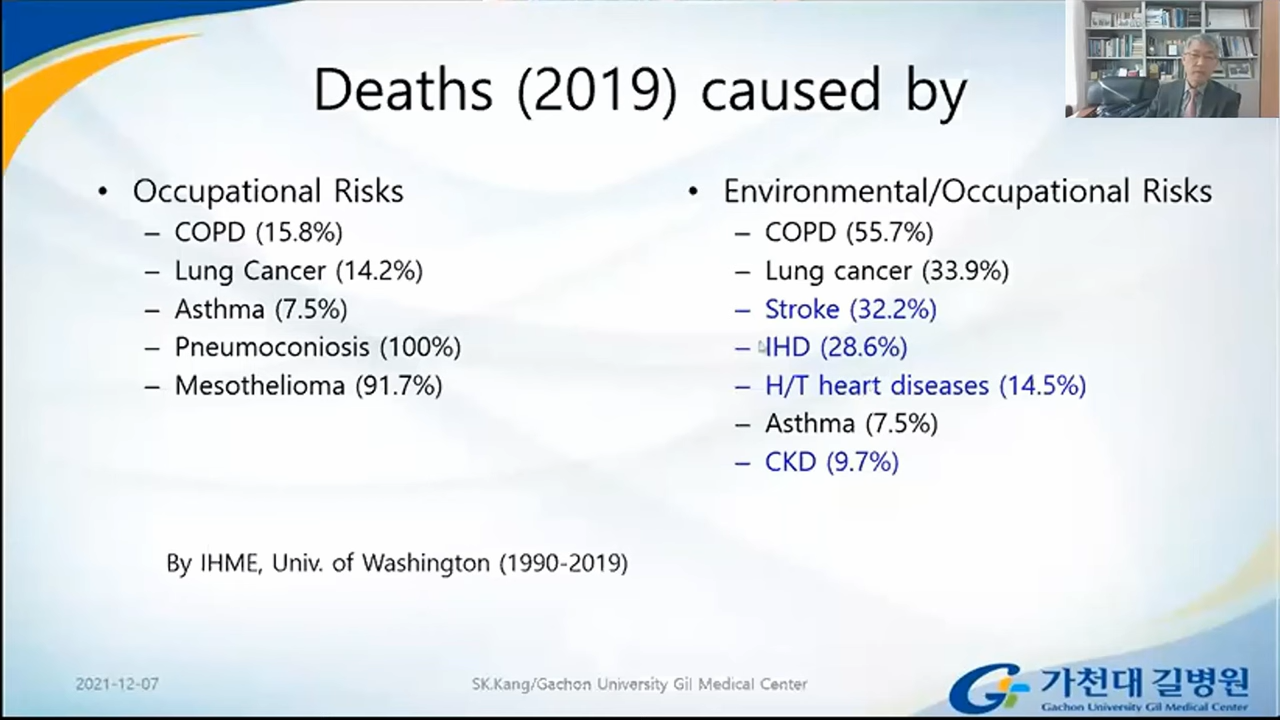 Deaths (2019) caused by
• Occupational Risks
– COPD (15.8%)
– Lung Cancer (14.2%)
– Asthma (7.5%)
– Pneumoconiosis (100%)
– Mesothelioma (91.7%)
• Environmental/Occupational Risks
– COPD (55.7%)
– Lung cancer (33.9%)
– Stroke (32.2%)
– IHD (28.6%)
– H/T heart diseases (14.5%)
– Asthma (7.5%)
– CKD (9.7%)
By IHME, Univ. of Washington (1990-2019)
2021-12-07
SK.Kang/Gachon University Gil Medical Center
가천대 길병원
Gachon University Gil Medical Center